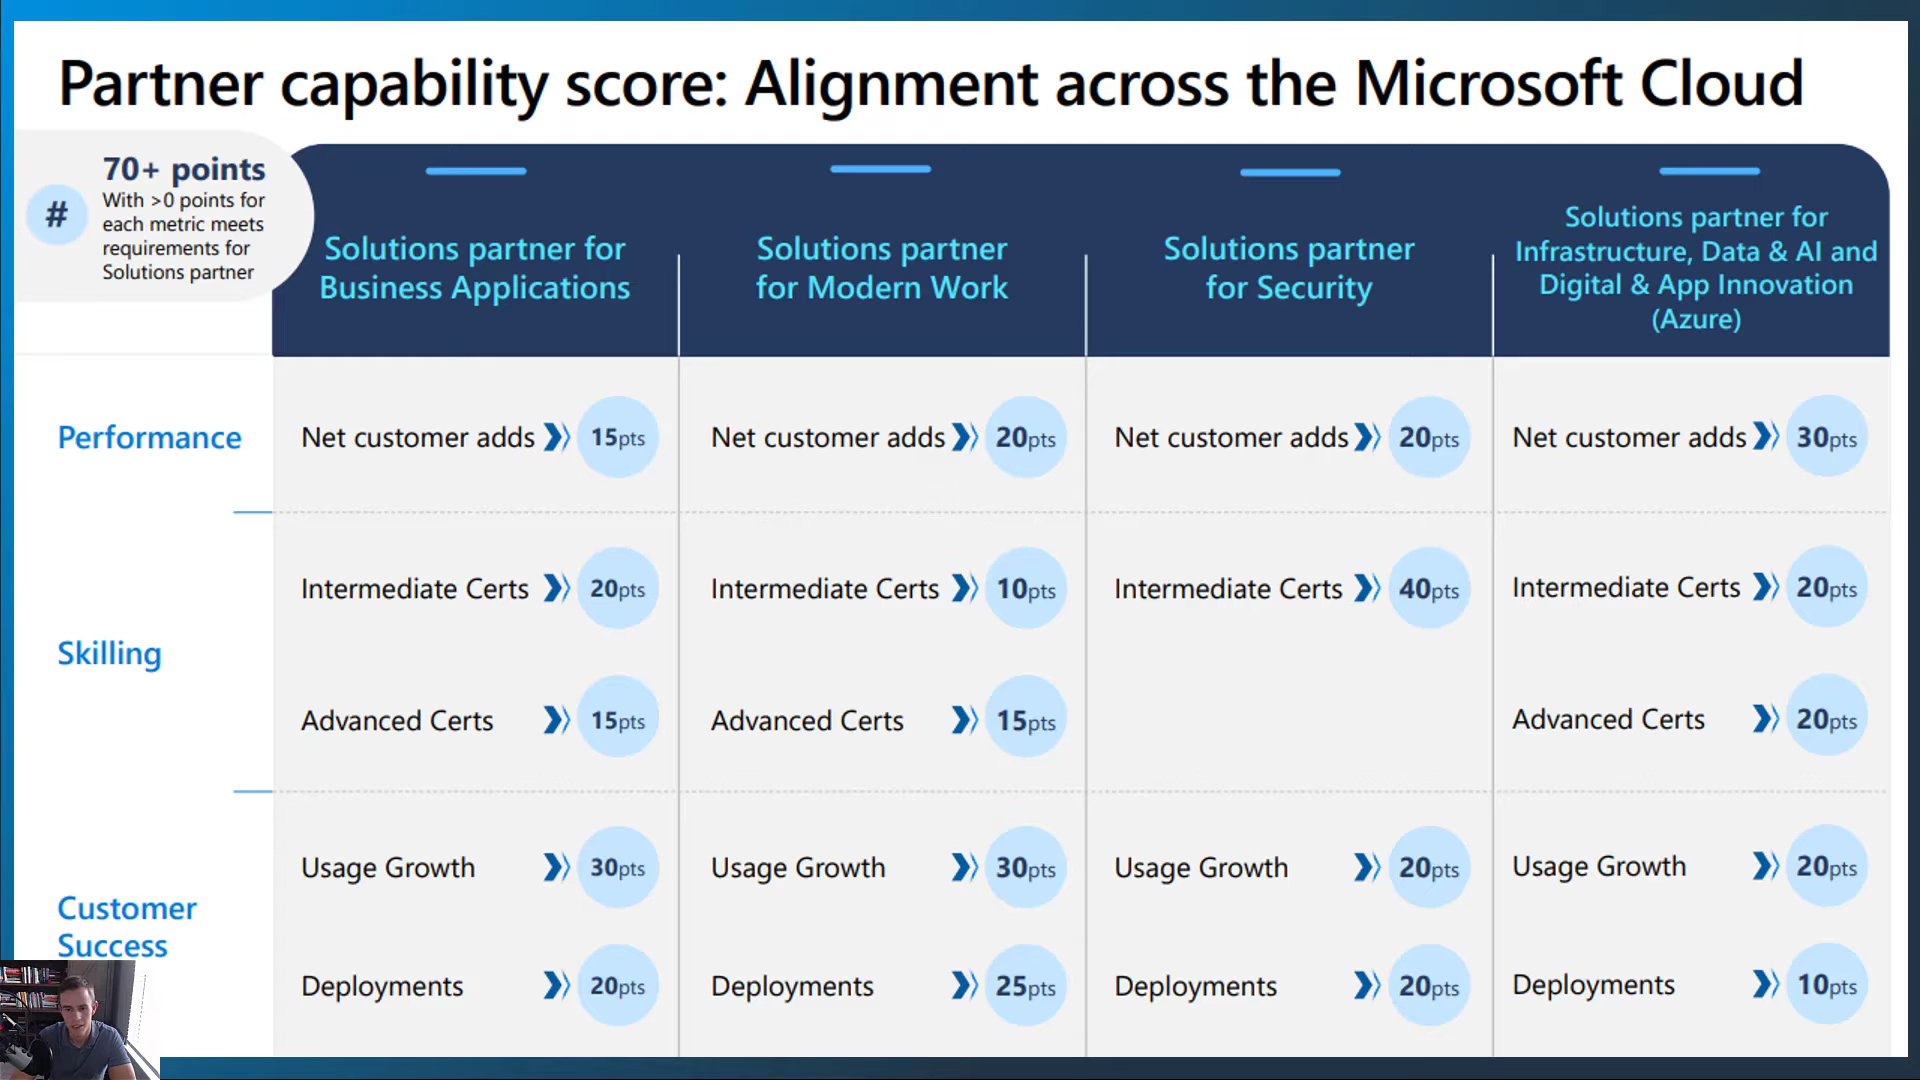 Partner capability score: Alignment across the Microsoft Cloud
#
70+ points
With >0 points for
each metric meets
requirements for
Solutions partner
Solutions partner for
Business Applications
Solutions partner
for Modern Work
Solutions partner
for Security
Solutions partner for
Infrastructure, Data & AI and
Digital & App Innovation
(Azure)
Performance
Net customer adds 15pts
Net customer adds 20pts
Net customer adds 20pts
Net customer adds 30pts
Skilling
Intermediate Certs 20pts
Intermediate Certs 10pts
Intermediate Certs 40pts
Intermediate Certs 20pts
Advanced Certs 15pts
Advanced Certs 15pts
Advanced Certs 20pts
Customer
Success
Usage Growth 30pts
Usage Growth 30pts
Usage Growth 20pts
Usage Growth 20pts
Deployments 20pts
Deployments 25pts
Deployments 20pts
Deployments 10pts